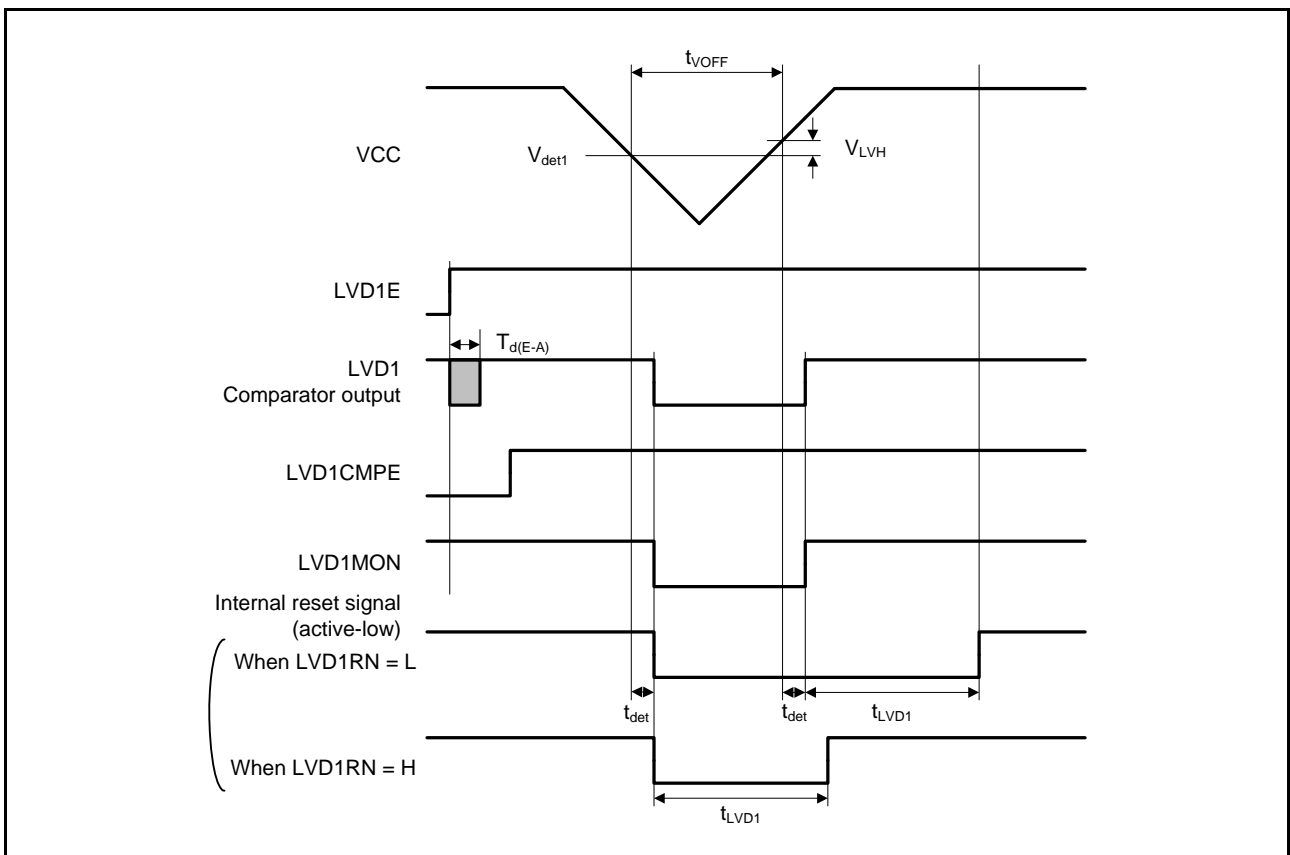 tVOFF
VCC
Vdet1
VLVH
LVD1E
Td(E-A)
LVD1
Comparator output
LVD1CMPE
LVD1MON
Internal reset signal
(active-low)
When LVD1RN = L
tdet
tdet
tLVD1
When LVD1RN = H
tLVD1